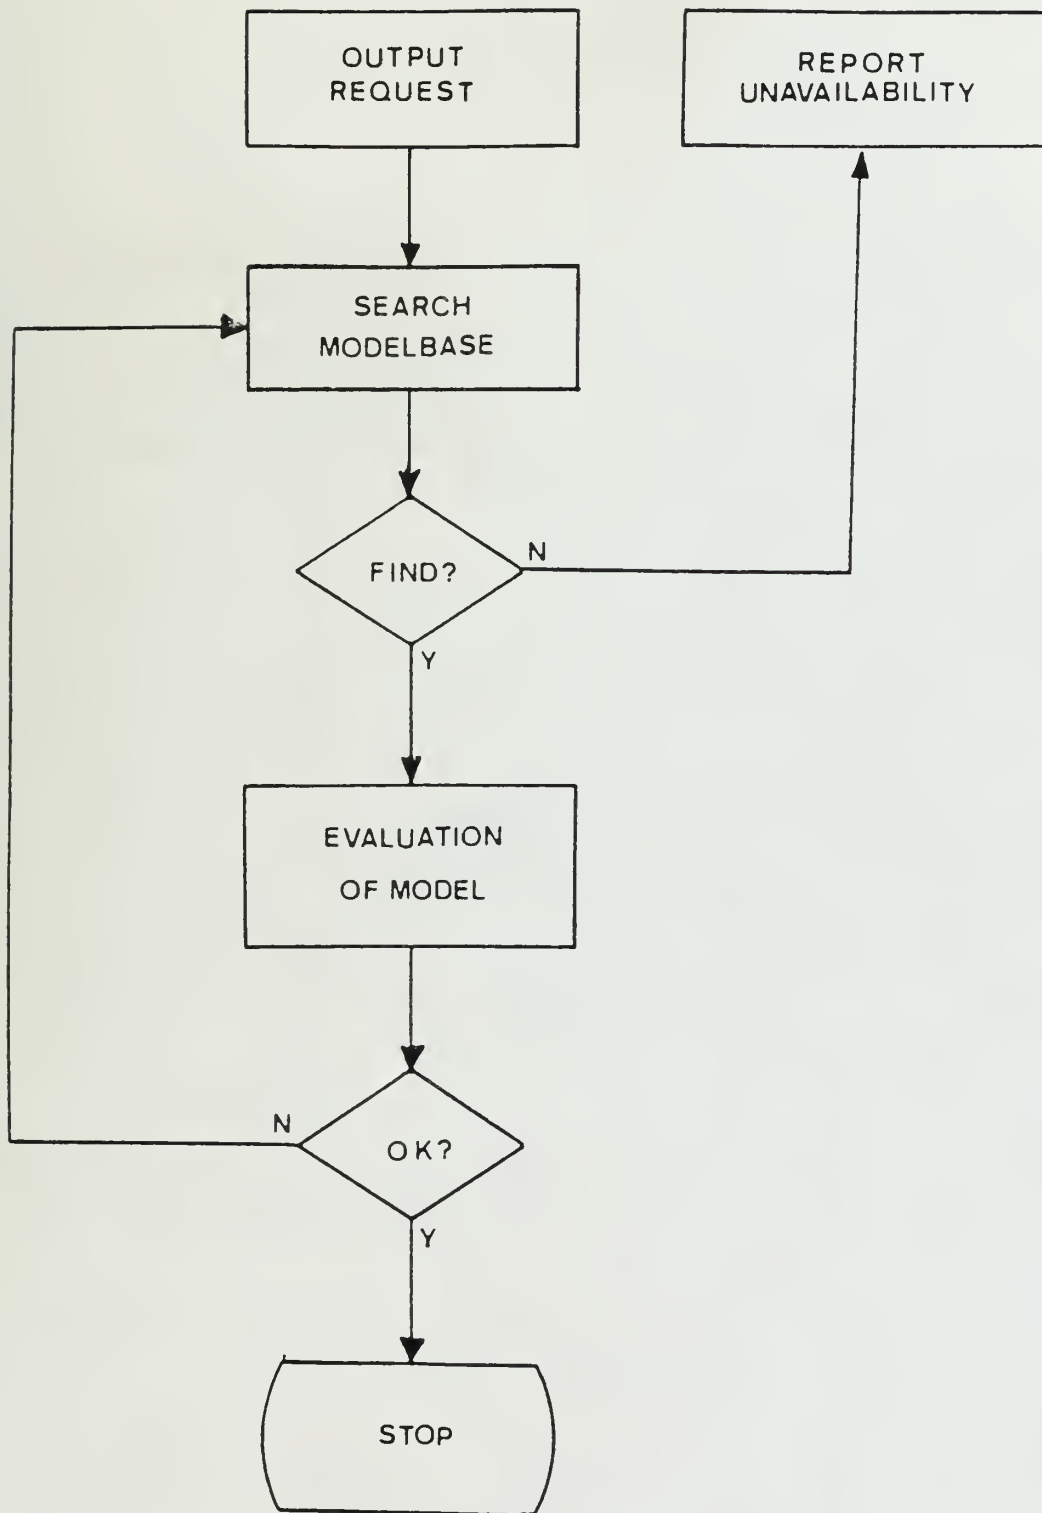 OUTPUT
REQUEST
REPORT
UNAVAILABILITY
SEARCH
MODELBASE
FIND?
N
Y
EVALUATION
OF MODEL
N
OK?
Y
STOP